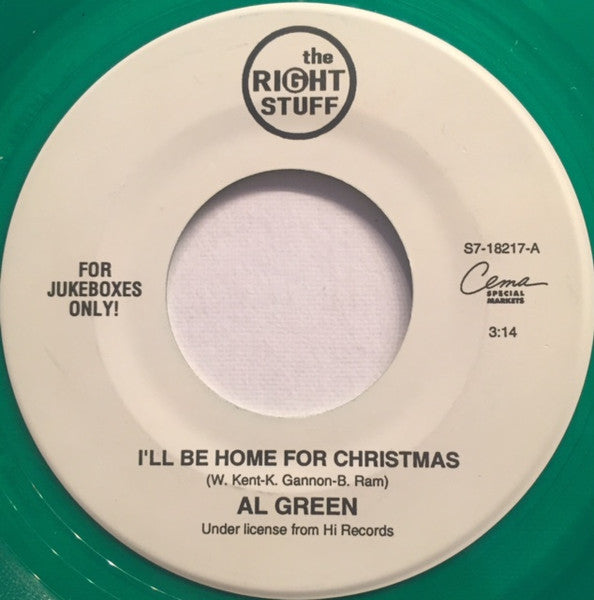 the
RIGHT
STUFF
FOR
JUKEBOXES
ONLY!
S7-18217-A
Cema
SPECIAL
MARKETS
3:14
I'LL BE HOME FOR CHRISTMAS
(W. Kent-K. Gannon-B. Ram)
AL GREEN
Under license from Hi Records